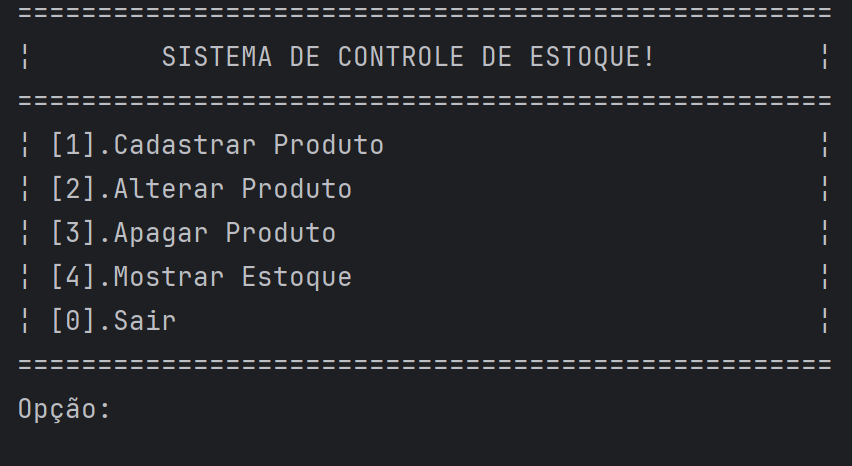 ===================================================
¦        SISTEMA DE CONTROLE DE ESTOQUE!          ¦
===================================================
¦ [1].Cadastrar Produto                           ¦
¦ [2].Alterar Produto                             ¦
¦ [3].Apagar Produto                              ¦
¦ [4].Mostrar Estoque                             ¦
¦ [0].Sair                                        ¦
===================================================
Opção: